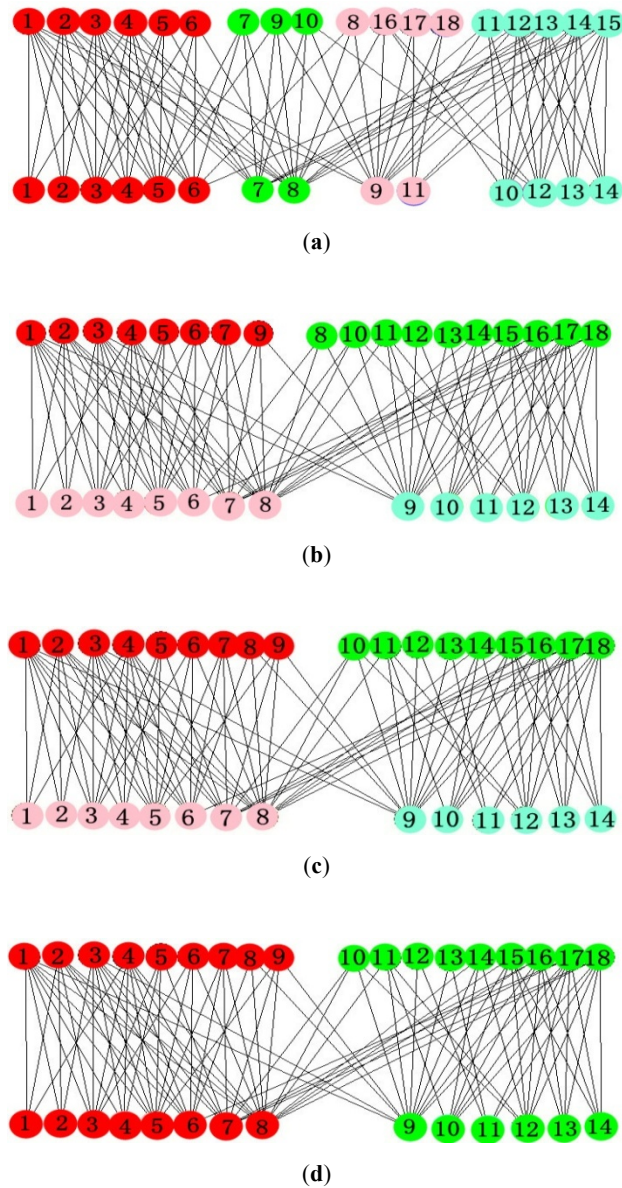 1 2 3 4 5 6 7 9 10 8 16 17 18 11 12 13 14 15
1 2 3 4 5 6 7 8 9 11 10 12 13 14
(a)
1 2 3 4 5 6 7 9 8 10 11 12 13 14 15 16 17 18
1 2 3 4 5 6 7 8 9 10 11 12 13 14
(b)
1 2 3 4 5 6 7 8 9 10 11 12 13 14 15 16 17 18
1 2 3 4 5 6 7 8 9 10 11 12 13 14
(c)
1 2 3 4 5 6 7 8 9 10 11 12 13 14 15 16 17 18
1 2 3 4 5 6 7 8 9 10 11 12 13 14
(d)